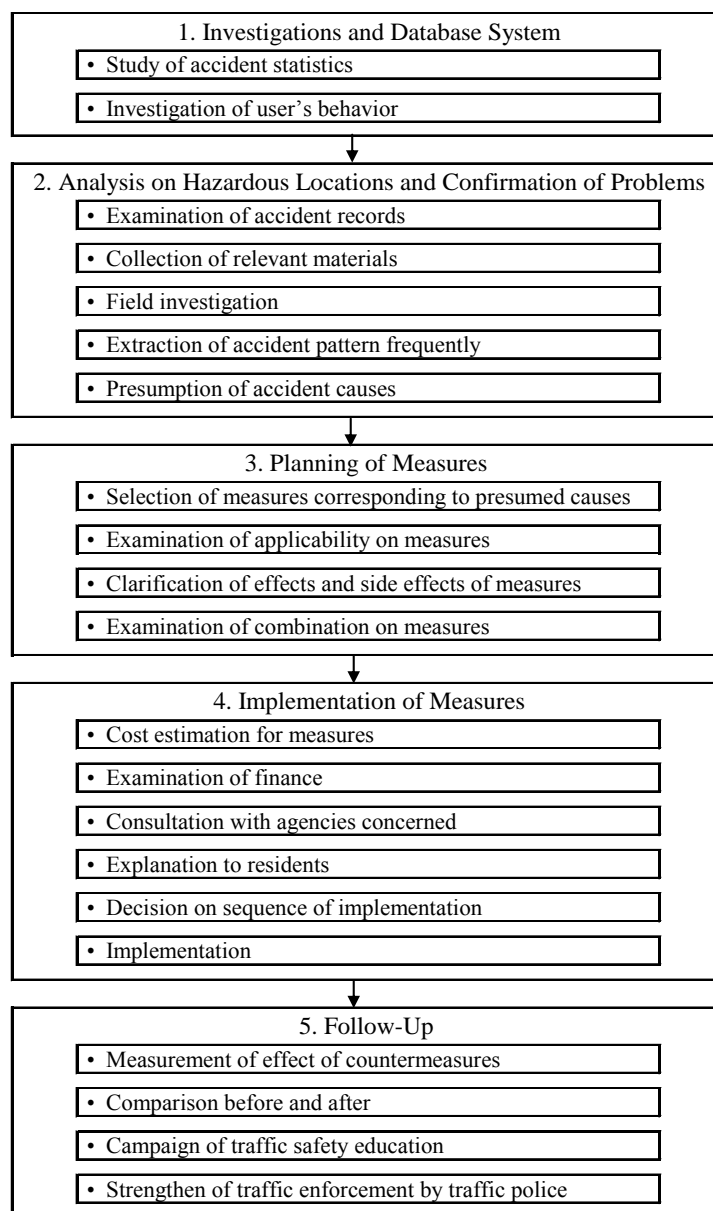 1. Investigations and Database System
• Study of accident statistics
• Investigation of user’s behavior
2. Analysis on Hazardous Locations and Confirmation of Problems
• Examination of accident records
• Collection of relevant materials
• Field investigation
• Extraction of accident pattern frequently
• Presumption of accident causes
3. Planning of Measures
• Selection of measures corresponding to presumed causes
• Examination of applicability on measures
• Clarification of effects and side effects of measures
• Examination of combination on measures
4. Implementation of Measures
• Cost estimation for measures
• Examination of finance
• Consultation with agencies concerned
• Explanation to residents
• Decision on sequence of implementation
• Implementation
5. Follow-Up
• Measurement of effect of countermeasures
• Comparison before and after
• Campaign of traffic safety education
• Strengthen of traffic enforcement by traffic police